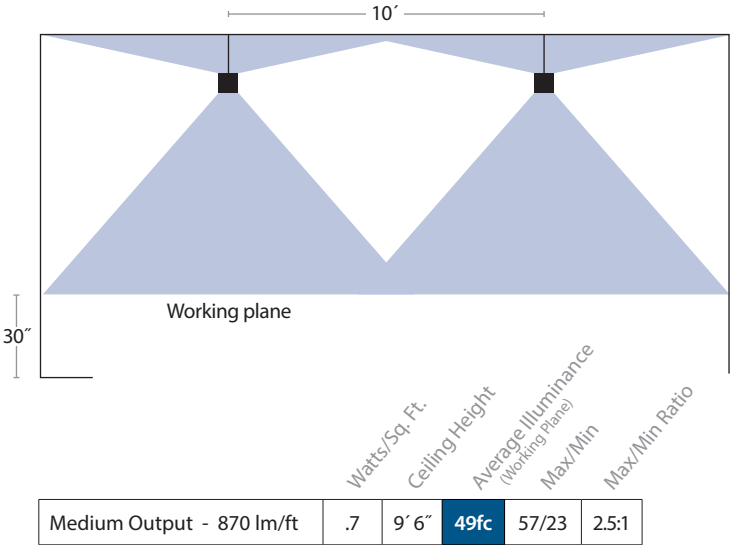 10´
Working plane
30˝
Watts/Sq. Ft.
Ceiling Height
Average Illuminance
(Working Plane)
Max/Min
Max/Min Ratio
Medium Output - 870 lm/ft .7 9´ 6˝ 49fc 57/23 2.5:1